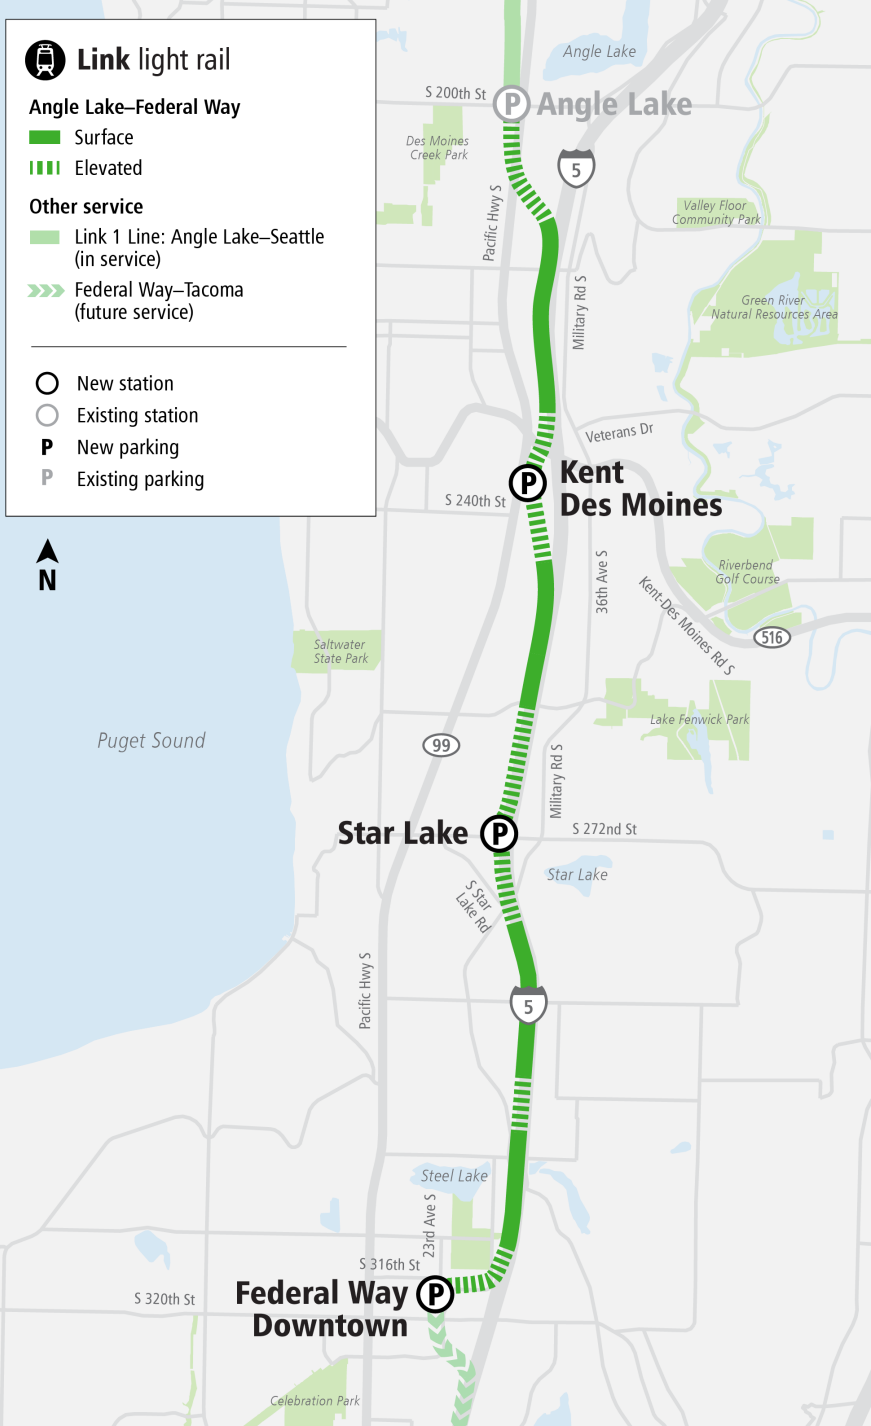 Link light rail
Angle Lake–Federal Way
Surface
Elevated
Other service
Link 1 Line: Angle Lake–Seattle
(in service)
Federal Way–Tacoma
(future service)
New station
Existing station
P New parking
P Existing parking
N
Angle Lake
S 200th St
P Angle Lake
Des Moines
Creek Park
5
Pacific Hwy S
Valley Floor
Community Park
Military Rd S
Green River
Natural Resources Area
Veterans Dr
P Kent
Des Moines
S 240th St
36th Ave S
Riverbend
Golf Course
Kent-Des Moines Rd S
516
Saltwater
State Park
Lake Fenwick Park
Puget Sound
99
Military Rd S
Star Lake P
S 272nd St
Star Lake
S Star
Lake Rd
Pacific Hwy S
5
Steel Lake
23rd Ave S
S 316th St
S 320th St
Federal Way P
Downtown
Celebration Park